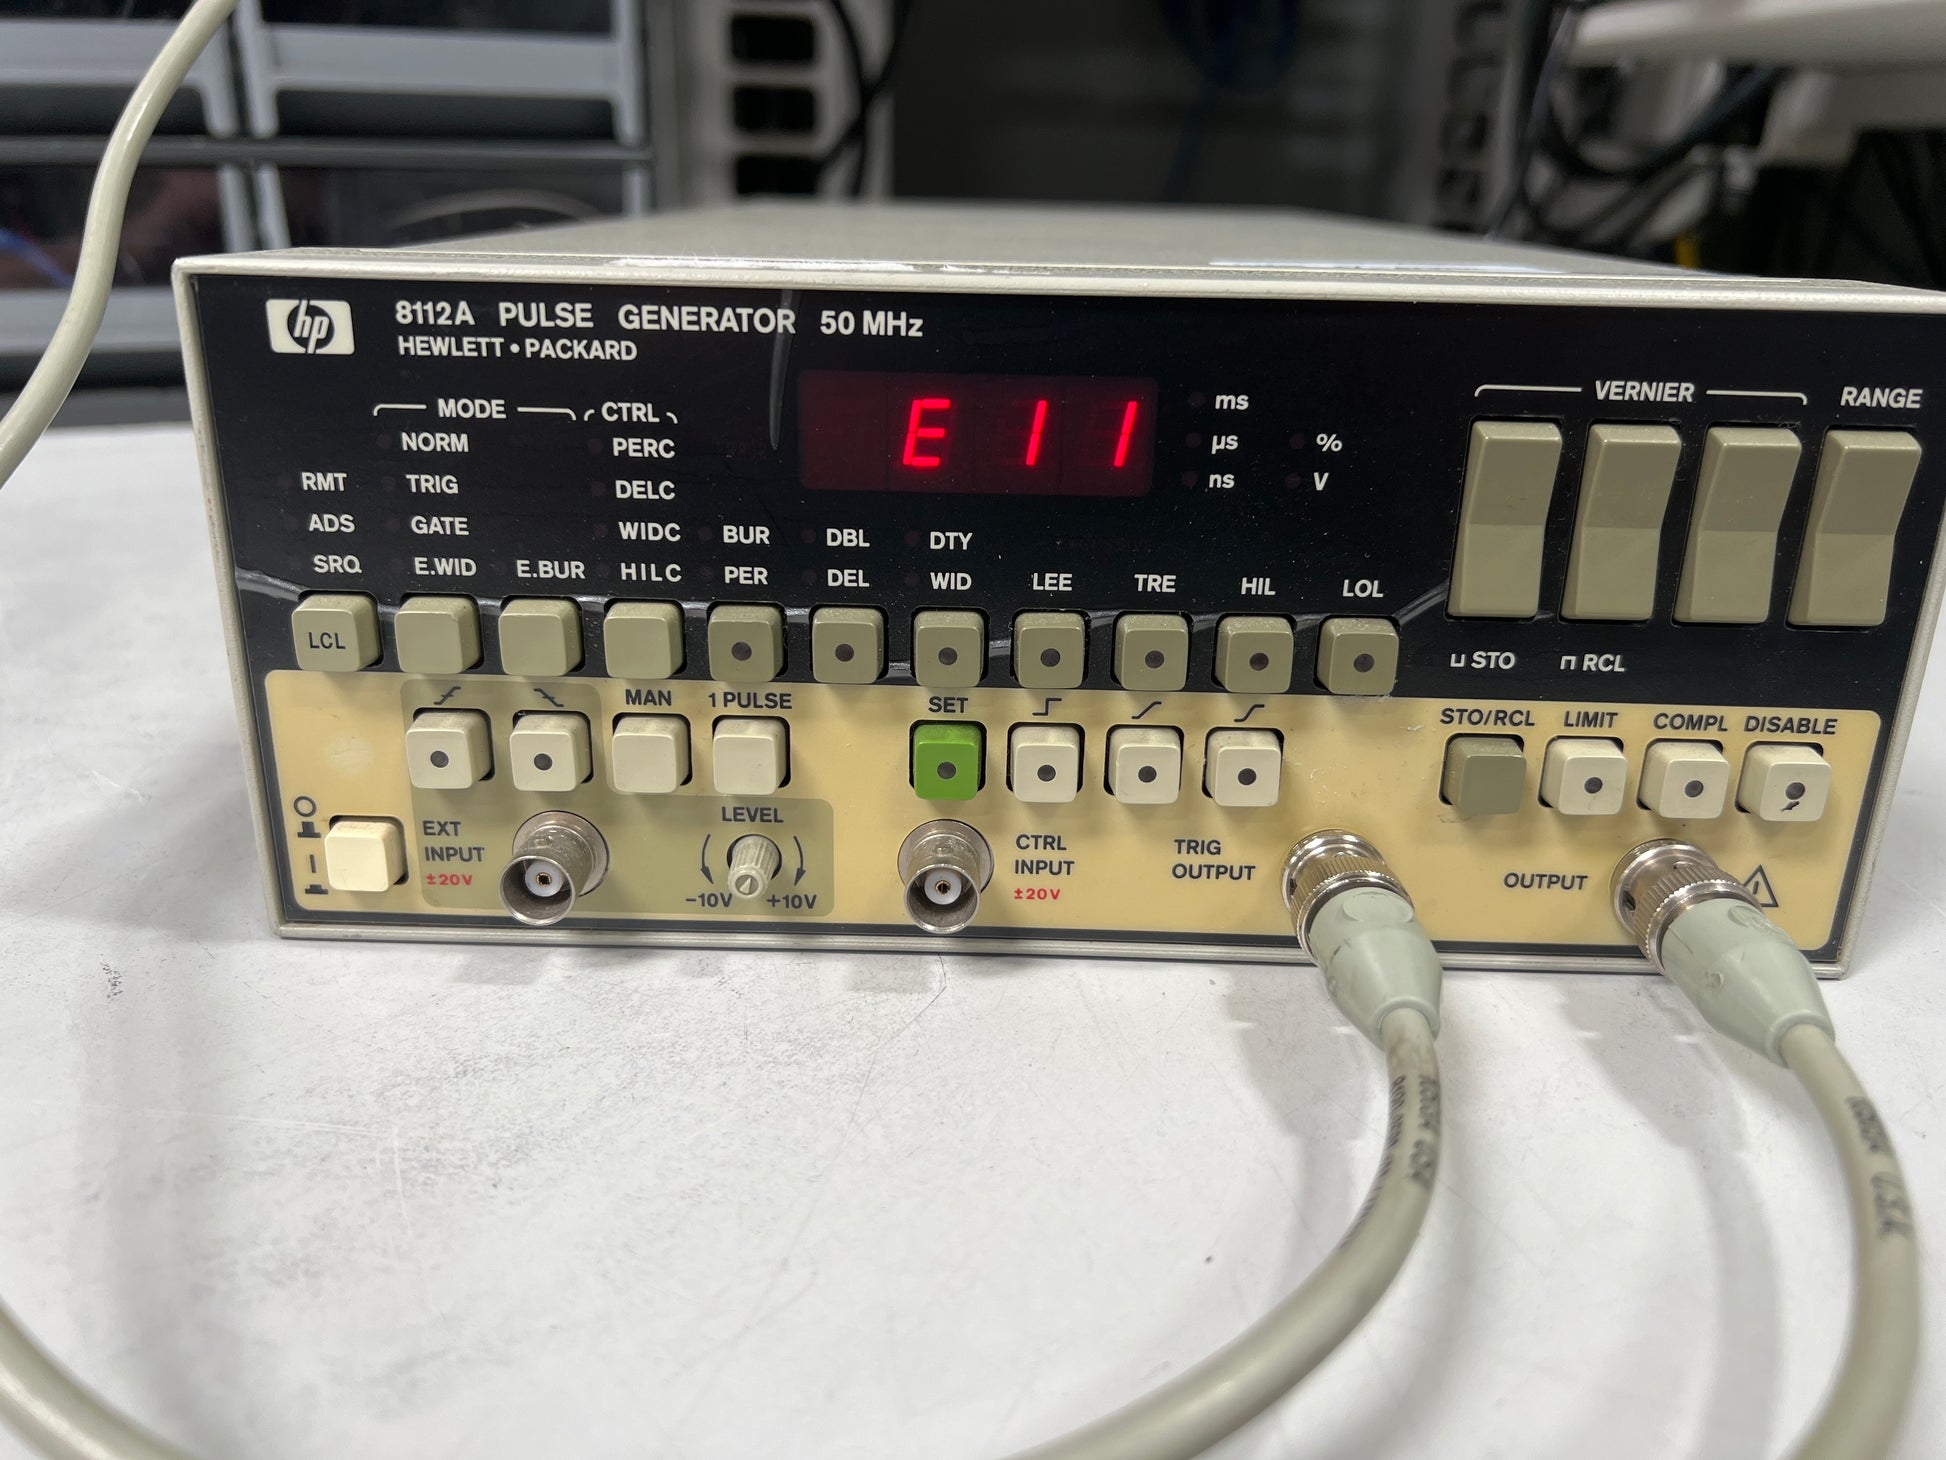 hp 8112A PULSE GENERATOR 50 MHz
HEWLETT • PACKARD
E11
ms
µs %
ns V
VERNIER RANGE
MODE CTRL
NORM PERC
RMT TRIG DELC
ADS GATE WIDC BUR DBL DTY
SRQ E.WID E.BUR HILC PER DEL WID LEE TRE HIL LOL
LCL
STO RCL
MAN 1 PULSE SET STO/RCL LIMIT COMPL DISABLE
EXT
INPUT
±20V
LEVEL
-10V +10V
CTRL
INPUT
±20V
TRIG
OUTPUT
OUTPUT